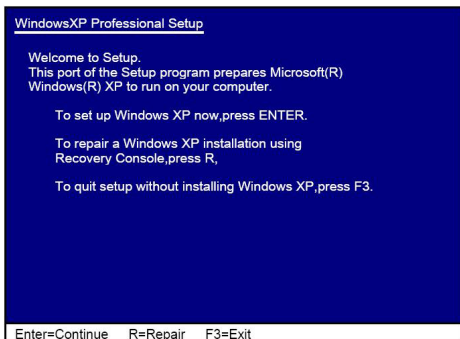 WindowsXP Professional Setup
Welcome to Setup.
This port of the Setup program prepares Microsoft(R)
Windows(R) XP to run on your computer.
To set up Windows XP now,press ENTER.
To repair a Windows XP installation using
Recovery Console,press R,
To quit setup without installing Windows XP,press F3.
Enter=Continue R=Repair F3=Exit